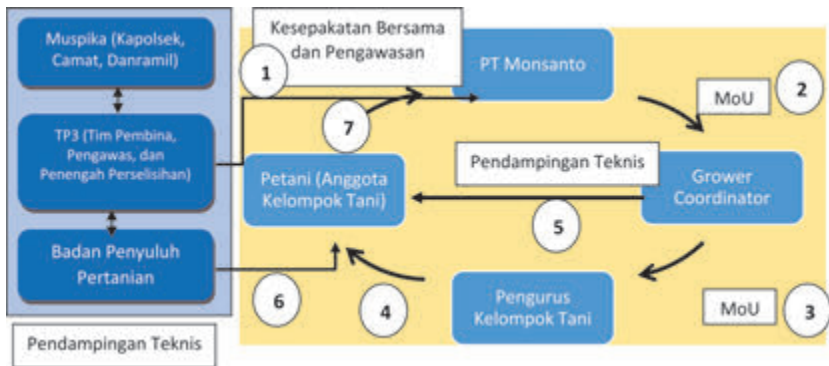 Muspika (Kapolsek,
Camat, Danramil)
TP3 (Tim Pembina,
Pengawas, dan
Penengah Perselisihan)
Badan Penyuluh
Pertanian
Pendampingan Teknis
Kesepakatan Bersama
dan Pengawasan
1
PT Monsanto
2
MoU
7
Pendampingan Teknis
Petani (Anggota
Kelompok Tani)
Grower
Coordinator
5
6
4
Pengurus
Kelompok Tani
MoU
3